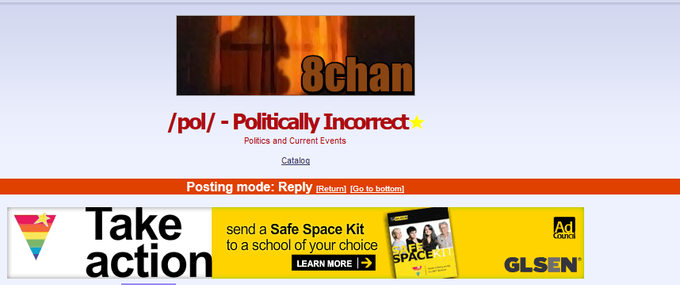 8chan
/pol/ - Politically Incorrect★
Politics and Current Events
Catalog
Posting mode: Reply [Return] [Go to bottom]
Take
action
send a Safe Space Kit
to a school of your choice
LEARN MORE
SAFE
SPACE KIT
Ad
Council
GLSEN®